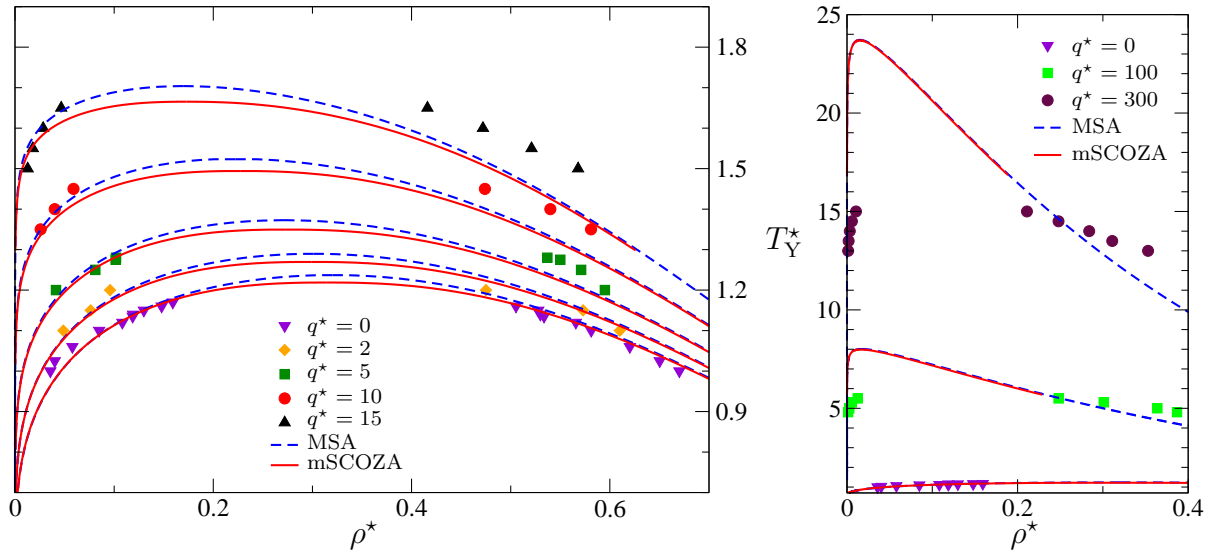 1.8
1.5
1.2
0.9
q⋆ = 0
q⋆ = 2
q⋆ = 5
q⋆ = 10
q⋆ = 15
MSA
mSCOZA
0 0.2 0.4 0.6
ρ⋆
T⋆Y
25
20
15
10
5
q⋆ = 0
q⋆ = 100
q⋆ = 300
MSA
mSCOZA
0 0.2 0.4
ρ⋆